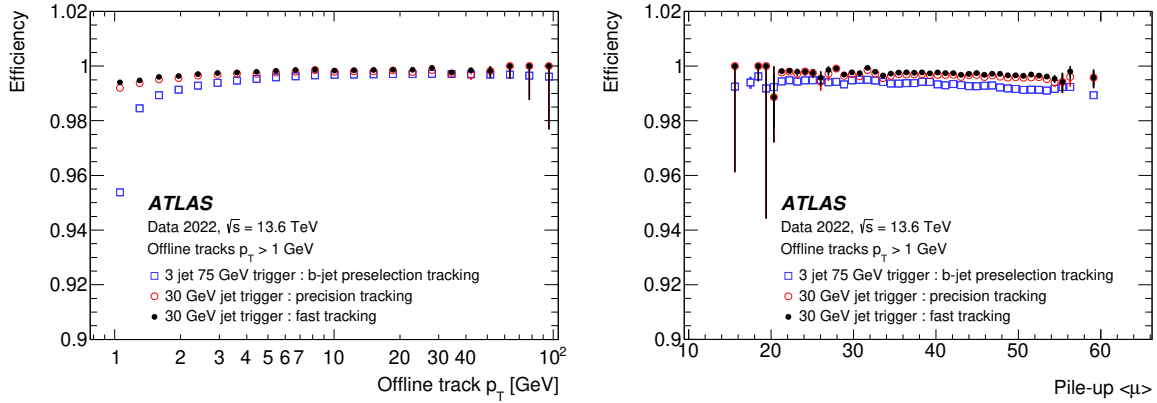 Efficiency
1.02
1
0.98
0.96
0.94
0.92
0.9
ATLAS
Data 2022, √s = 13.6 TeV
Offline tracks p_T > 1 GeV
3 jet 75 GeV trigger : b-jet preselection tracking
30 GeV jet trigger : precision tracking
30 GeV jet trigger : fast tracking
1 2 3 4 5 6 7 10 20 30 40 10²
Offline track p_T [GeV]
Efficiency
1.02
1
0.98
0.96
0.94
0.92
0.9
ATLAS
Data 2022, √s = 13.6 TeV
Offline tracks p_T > 1 GeV
3 jet 75 GeV trigger : b-jet preselection tracking
30 GeV jet trigger : precision tracking
30 GeV jet trigger : fast tracking
10 20 30 40 50 60
Pile-up <μ>